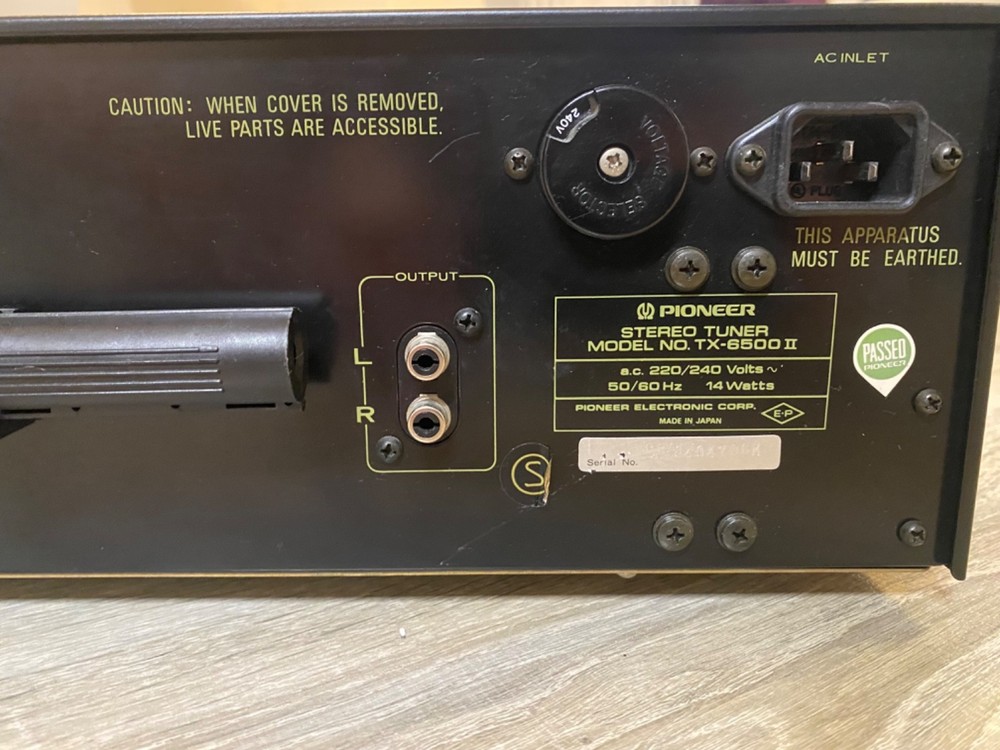 AC INLET
CAUTION: WHEN COVER IS REMOVED,
LIVE PARTS ARE ACCESSIBLE.
240V
VOLTAGE
SELECTOR
THIS APPARATUS
MUST BE EARTHED.
OUTPUT
L
R
PIONEER
STEREO TUNER
MODEL NO. TX-6500 II
a.c. 220/240 Volts ~
50/60 Hz 14 Watts
PIONEER ELECTRONIC CORP.
MADE IN JAPAN
E-P
PASSED
PIONEER
S
Serial No.